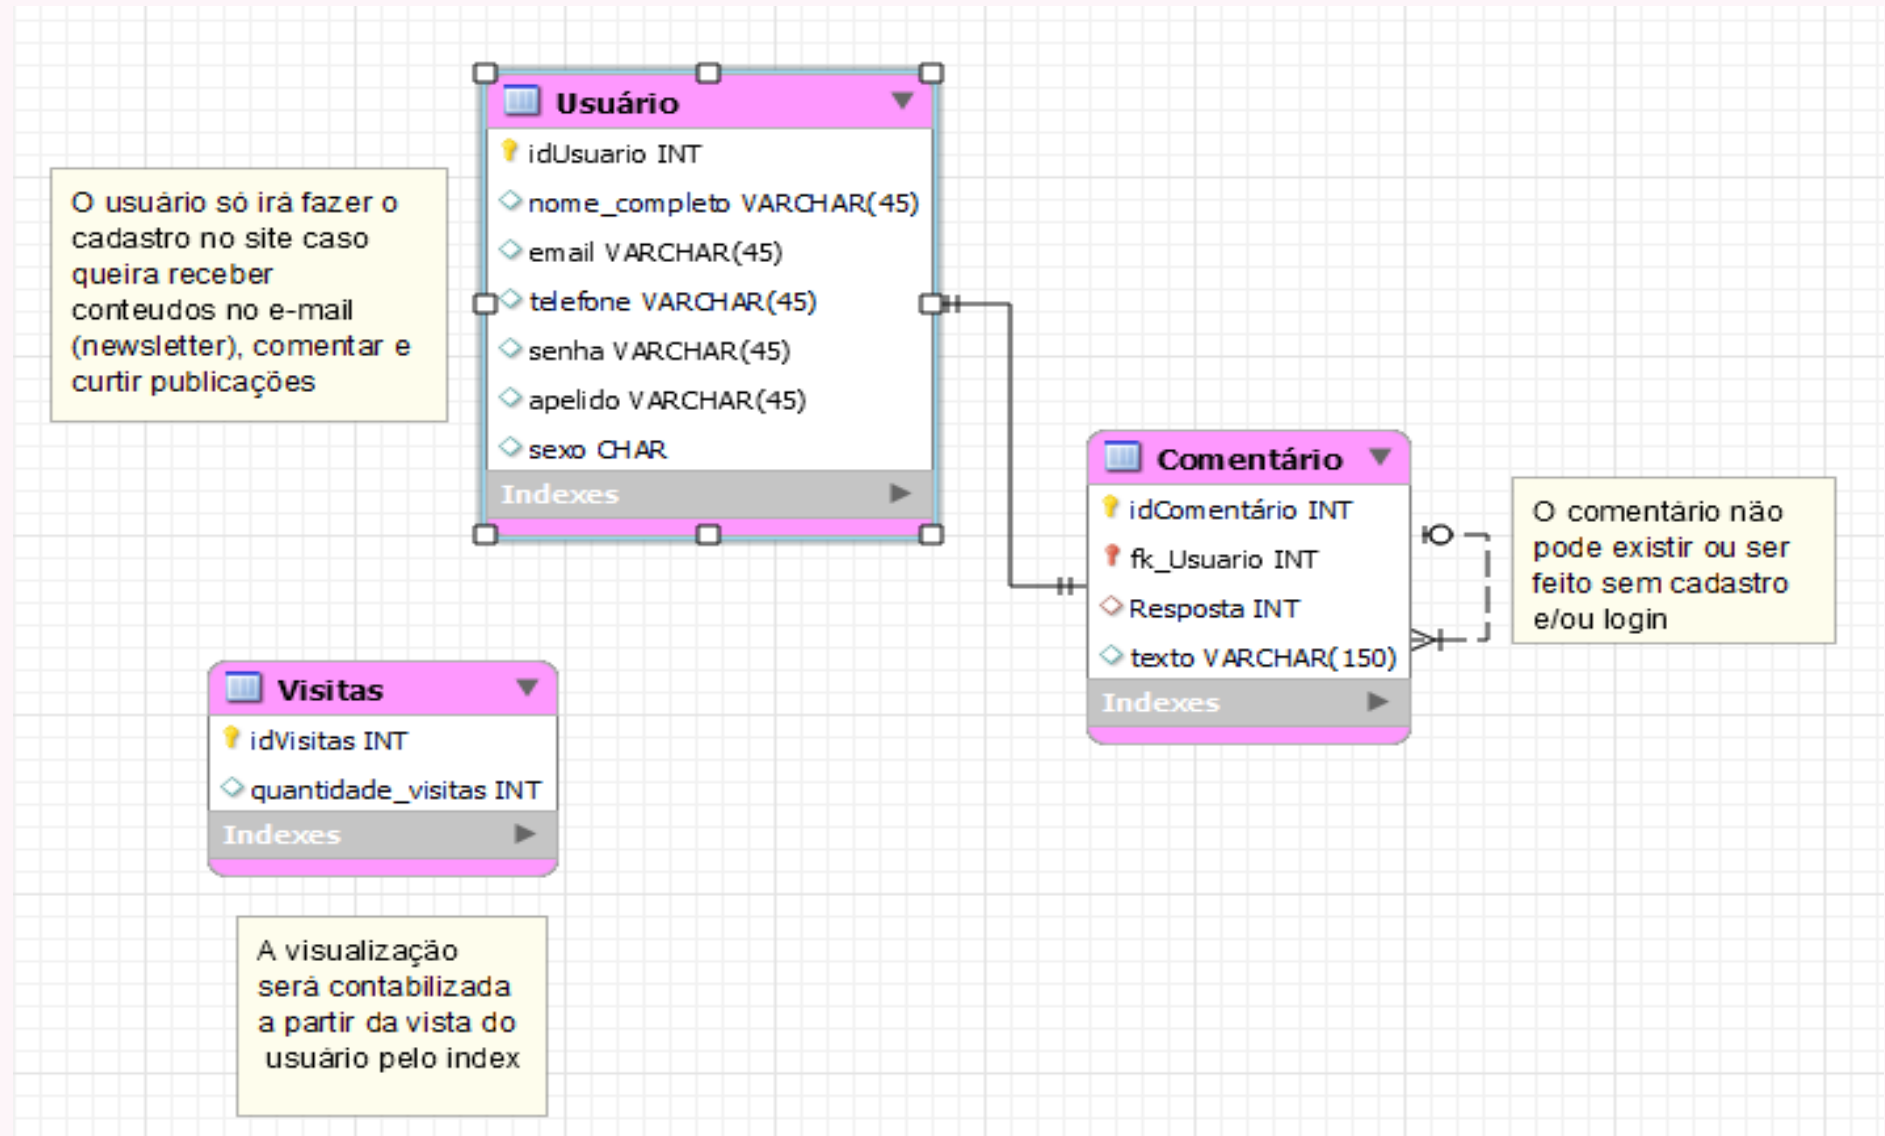 Usuário
idUsuario INT
nome_completo VARCHAR(45)
email VARCHAR(45)
telefone VARCHAR(45)
senha VARCHAR(45)
apelido VARCHAR(45)
sexo CHAR
Indexes
O usuário só irá fazer o
cadastro no site caso
queira receber
conteudos no e-mail
(newsletter), comentar e
curtir publicações
Comentário
idComentário INT
fk_Usuario INT
Resposta INT
texto VARCHAR(150)
Indexes
O comentário não
pode existir ou ser
feito sem cadastro
e/ou login
Visitas
idVisitas INT
quantidade_visitas INT
Indexes
A visualização
será contabilizada
a partir da vista do
usuário pelo index